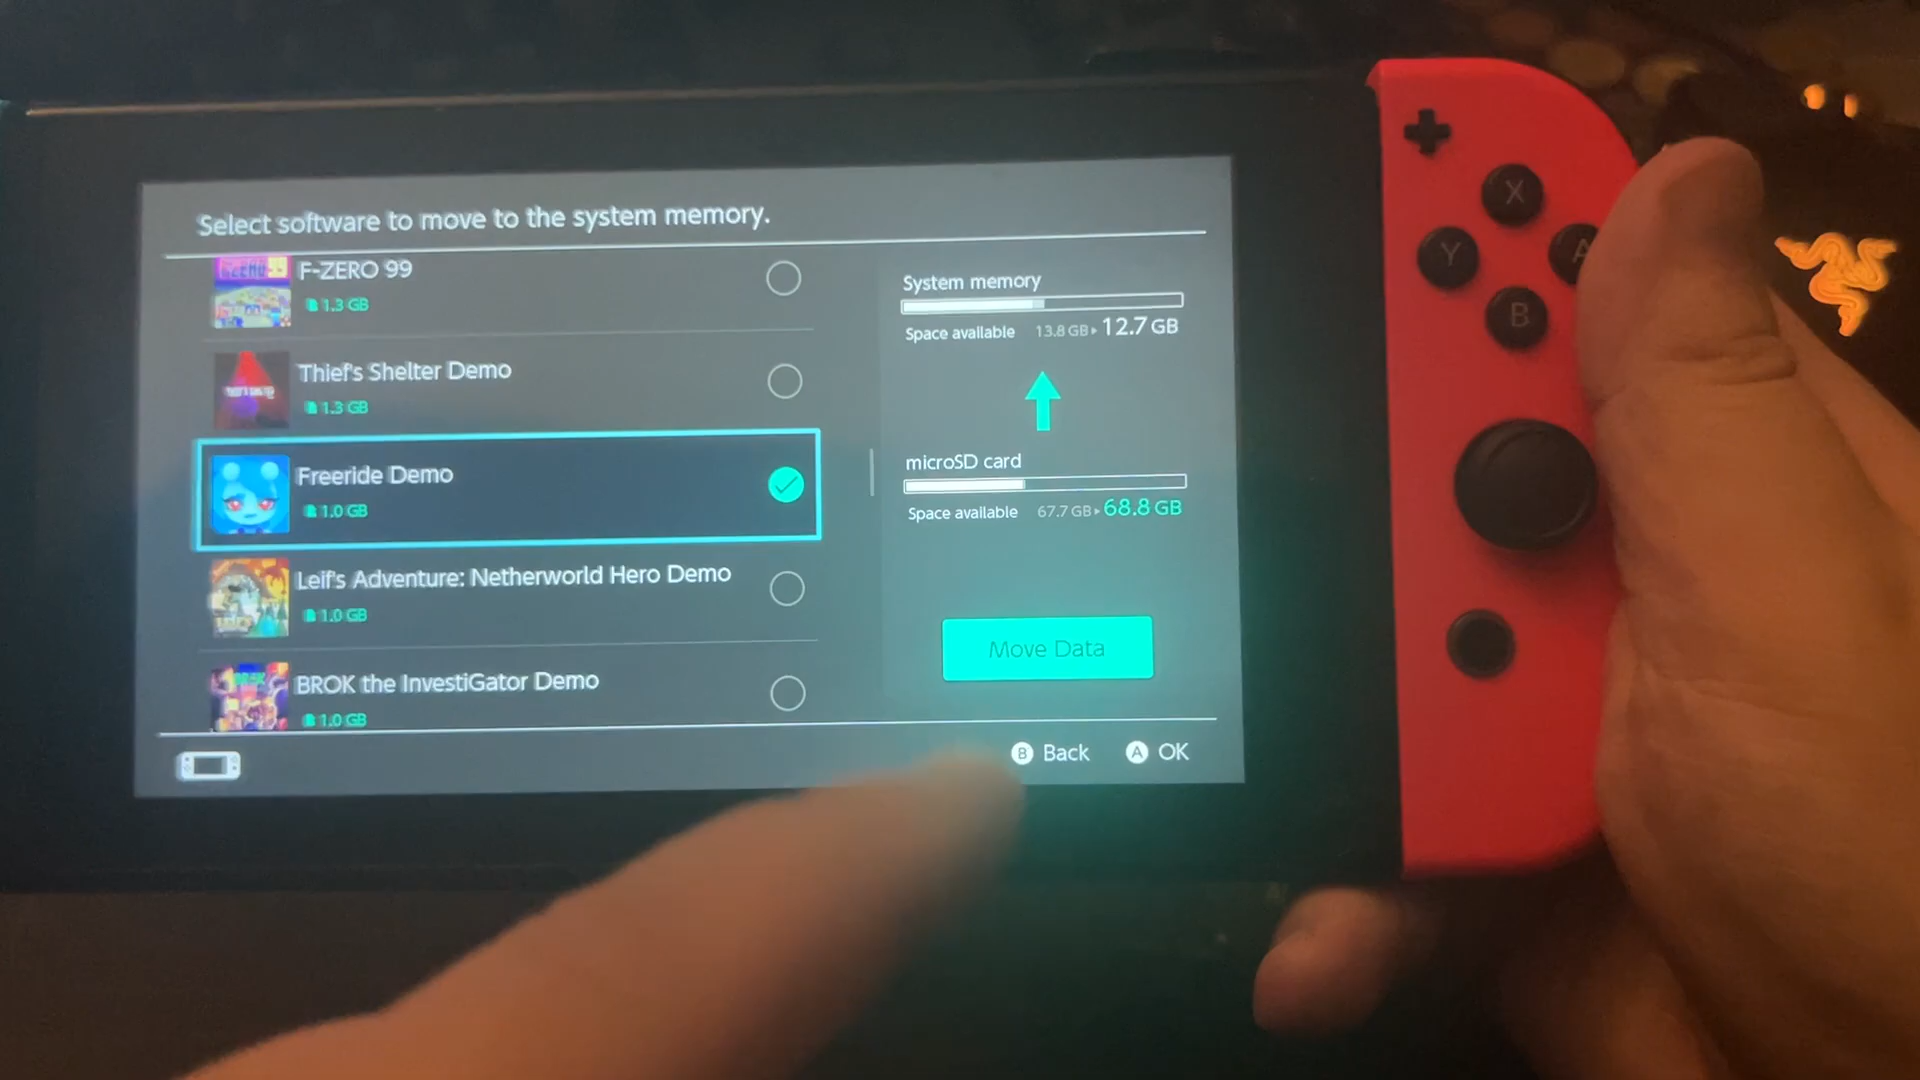 Select software to move to the system memory.
F-ZERO 99
1.3 GB
Thief's Shelter Demo
1.3 GB
Freeride Demo
1.0 GB
Leif's Adventure: Netherworld Hero Demo
1.0 GB
BROK the InvestiGator Demo
1.0 GB
System memory
Space available 13.8 GB 12.7 GB
microSD card
Space available 67.7 GB 68.8 GB
Move Data
B Back A OK
X
Y
A
B